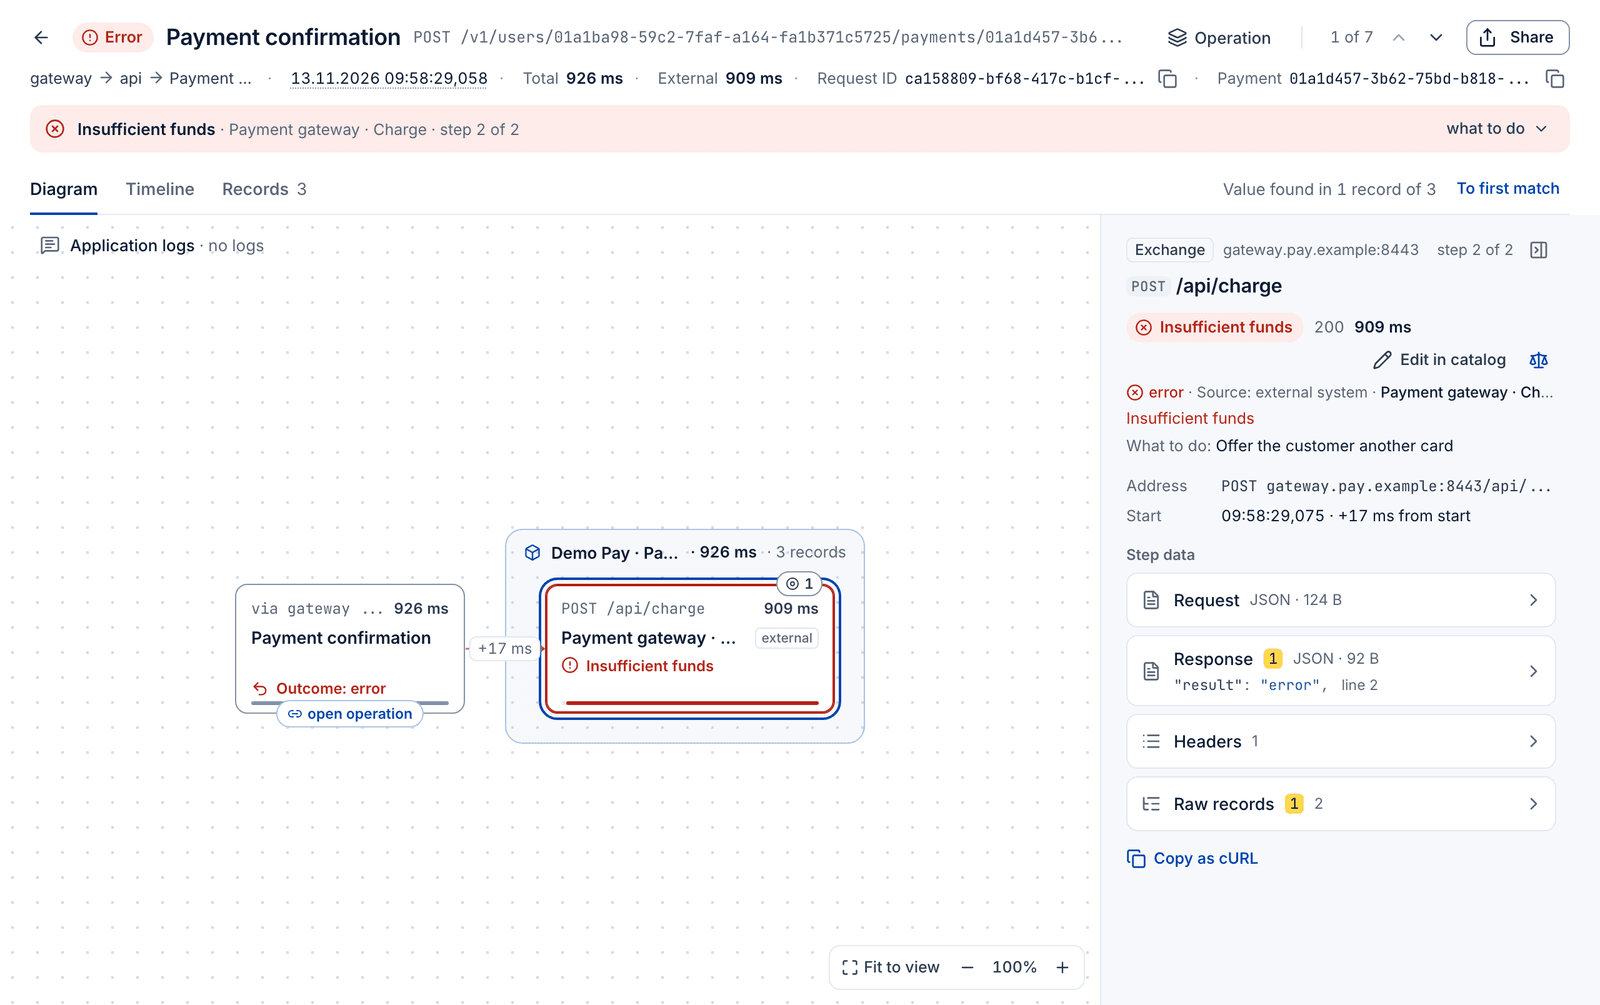 Error Payment confirmation POST /v1/users/01a1ba98-59c2-7faf-a164-fa1b371c5725/payments/01a1d457-3b6... Operation 1 of 7 Share
gateway → api → Payment ... · 13.11.2026 09:58:29,058 · Total 926 ms · External 909 ms · Request ID ca158809-bf68-417c-b1cf-... · Payment 01a1d457-3b62-75bd-b818-...
Insufficient funds · Payment gateway · Charge · step 2 of 2 what to do
Diagram Timeline Records 3 Value found in 1 record of 3 To first match
Application logs · no logs
via gateway ... 926 ms
Payment confirmation
Outcome: error
open operation
+17 ms
Demo Pay · Pa... · 926 ms · 3 records
1
POST /api/charge 909 ms
Payment gateway · ... external
Insufficient funds
Fit to view − 100% +
Exchange gateway.pay.example:8443 step 2 of 2
POST /api/charge
Insufficient funds 200 909 ms
Edit in catalog
error · Source: external system · Payment gateway · Ch...
Insufficient funds
What to do: Offer the customer another card
Address POST gateway.pay.example:8443/api/...
Start 09:58:29,075 · +17 ms from start
Step data
Request JSON · 124 B
Response 1 JSON · 92 B
"result": "error", line 2
Headers 1
Raw records 1 2
Copy as cURL